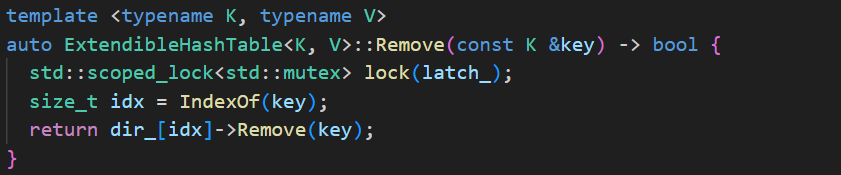 template <typename K, typename V>
auto ExtendibleHashTable<K, V>::Remove(const K &key) -> bool {
  std::scoped_lock<std::mutex> lock(latch_);
  size_t idx = IndexOf(key);
  return dir_[idx]->Remove(key);
}